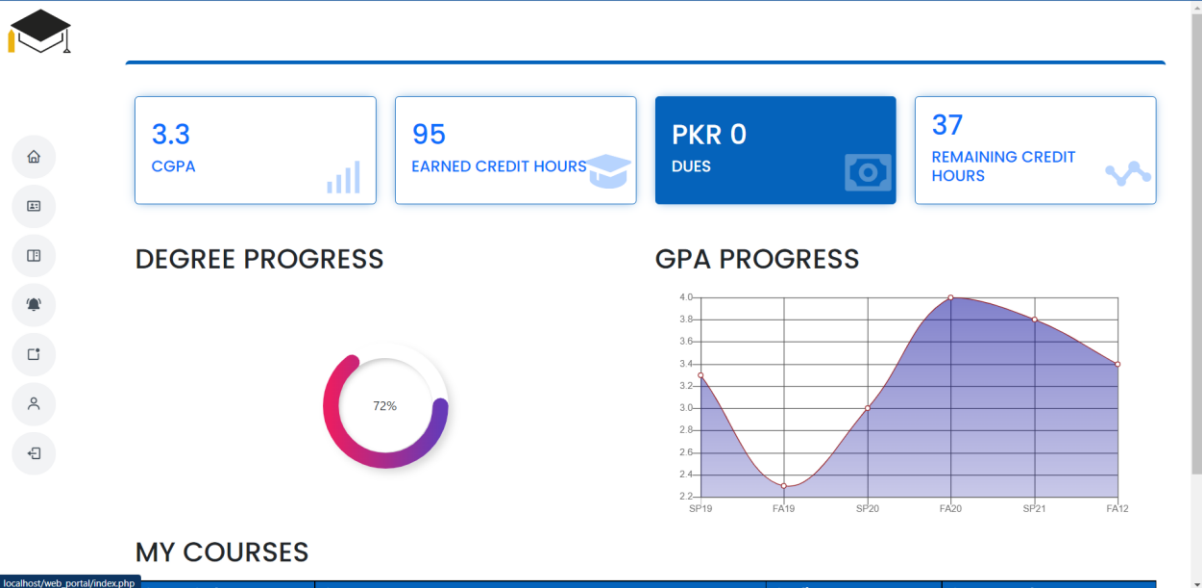 3.3
CGPA
95
EARNED CREDIT HOURS
PKR 0
DUES
37
REMAINING CREDIT
HOURS
DEGREE PROGRESS
GPA PROGRESS
72%
4.0
3.8
3.6
3.4
3.2
3.0
2.8
2.6
2.4
2.2
SP19 FA19 SP20 FA20 SP21 FA12
MY COURSES
localhost/web_portal/index.php